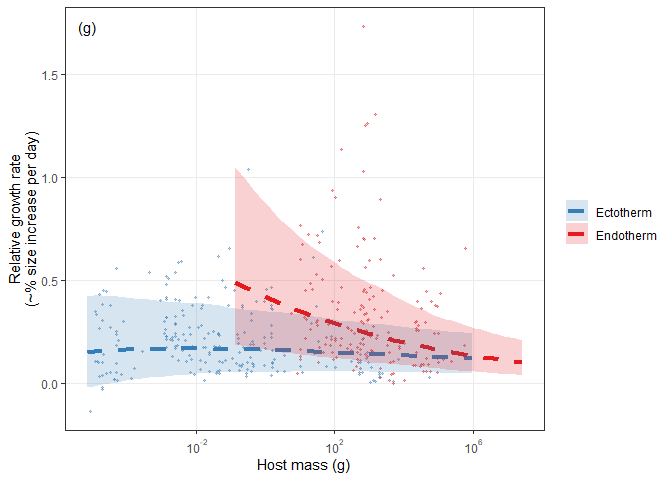 (g)
1.5
1.0
0.5
0.0
Relative growth rate
(~% size increase per day)
10⁻²
10²
10⁶
Host mass (g)
Ectotherm
Endotherm